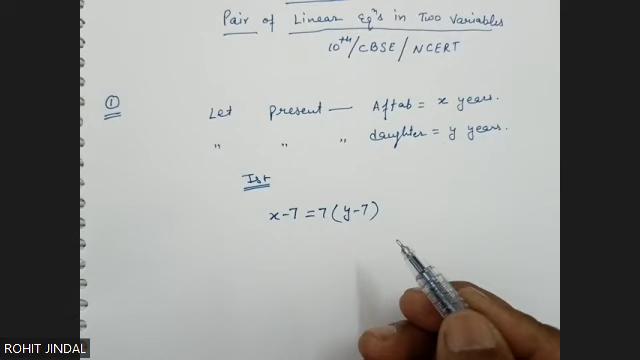 Pair of Linear Eqⁿs in Two Variables
10th/CBSE/NCERT
① Let Present — Aftab = x years.
" " " daughter = y years.
Ist
x-7=7(y-7)
ROHIT JINDAL